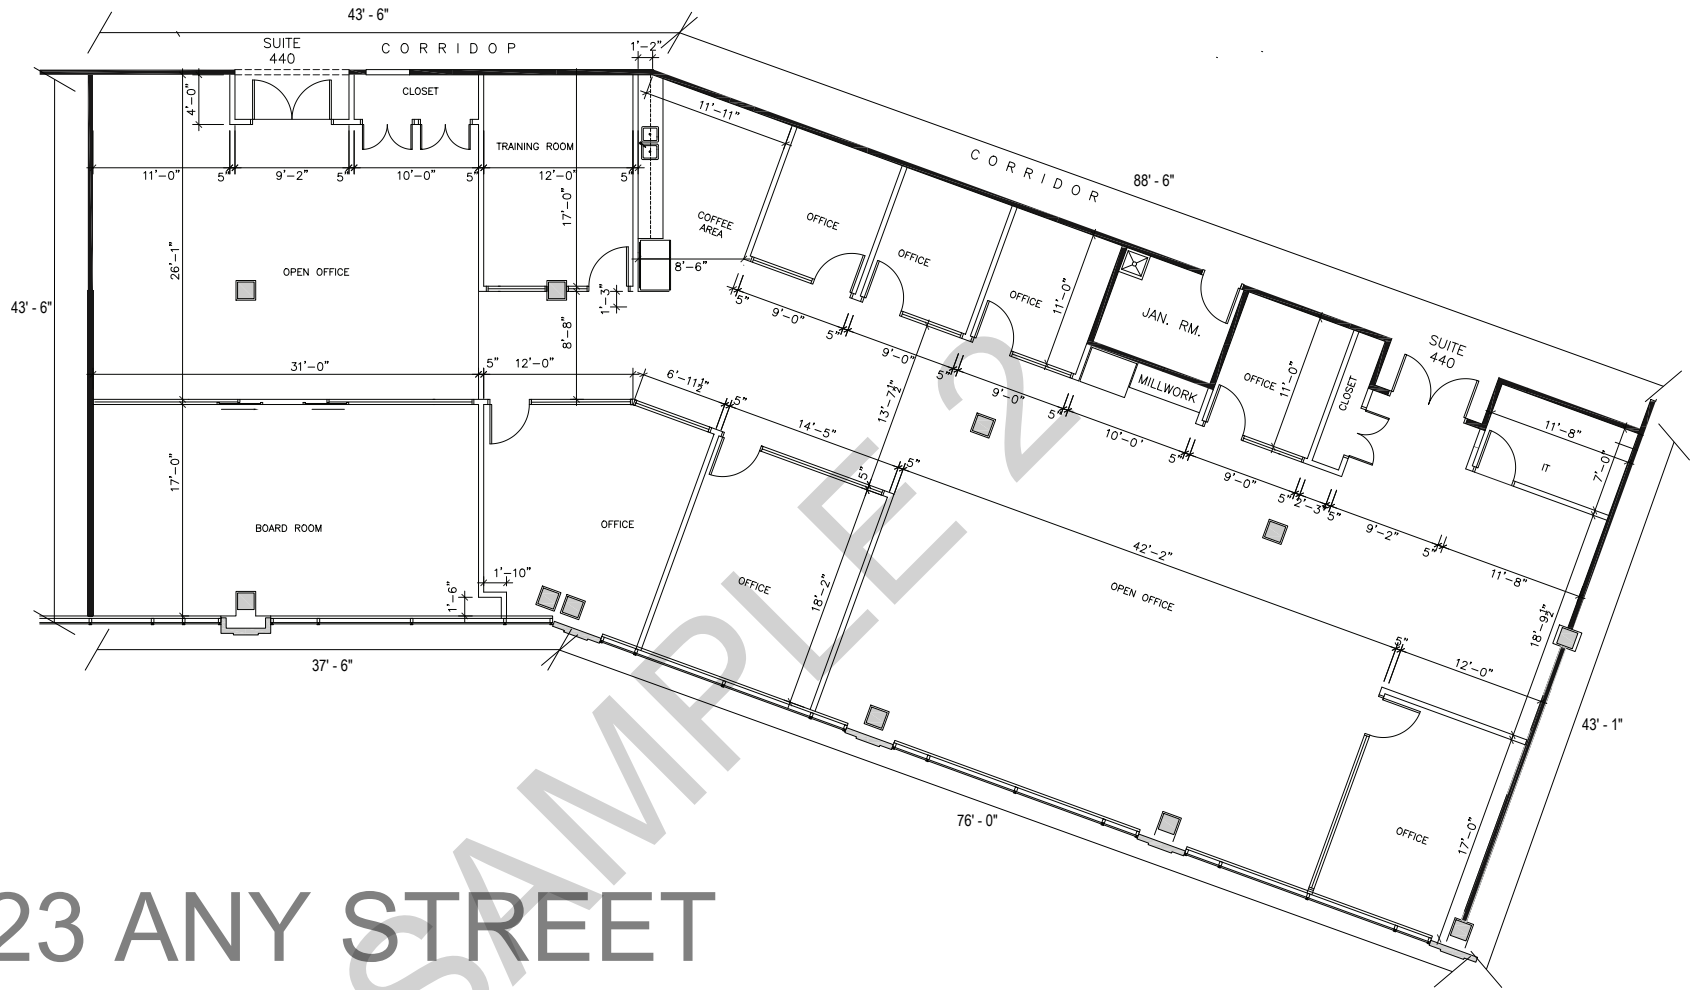 43' - 6"
SUITE
440
CORRIDOP
1'-2"
CLOSET
4'-0"
11'-11"
TRAINING ROOM
CORRIDOR
88' - 6"
11'-0"
5"
9'-2"
5"
10'-0"
5"
12'-0"
5"
17'-0"
COFFEE
AREA
OFFICE
OFFICE
OFFICE
11'-0"
26'-1"
OPEN OFFICE
8'-6"
1'-3"
43' - 6"
8'-8"
5"
9'-0"
5"
9'-0"
5"
9'-0"
5"
10'-0'
5"
9'-0"
5"
2'-3"
5"
9'-2"
5"
11'-8"
JAN. RM.
MILLWORK
OFFICE
11'-0"
CLOSET
SUITE
440
11'-8"
IT
7'-0"
31'-0"
5"
12'-0"
6'-11½"
5"
14'-5"
5"
13'-7½"
5"
42'-2"
5"
12'-0"
17'-0"
BOARD ROOM
OFFICE
1'-10"
1'-6"
OFFICE
18'-2"
OPEN OFFICE
18'-9½"
43' - 1"
37' - 6"
76' - 0"
OFFICE
17'-0"
23 ANY STREET
SAMPLE 2